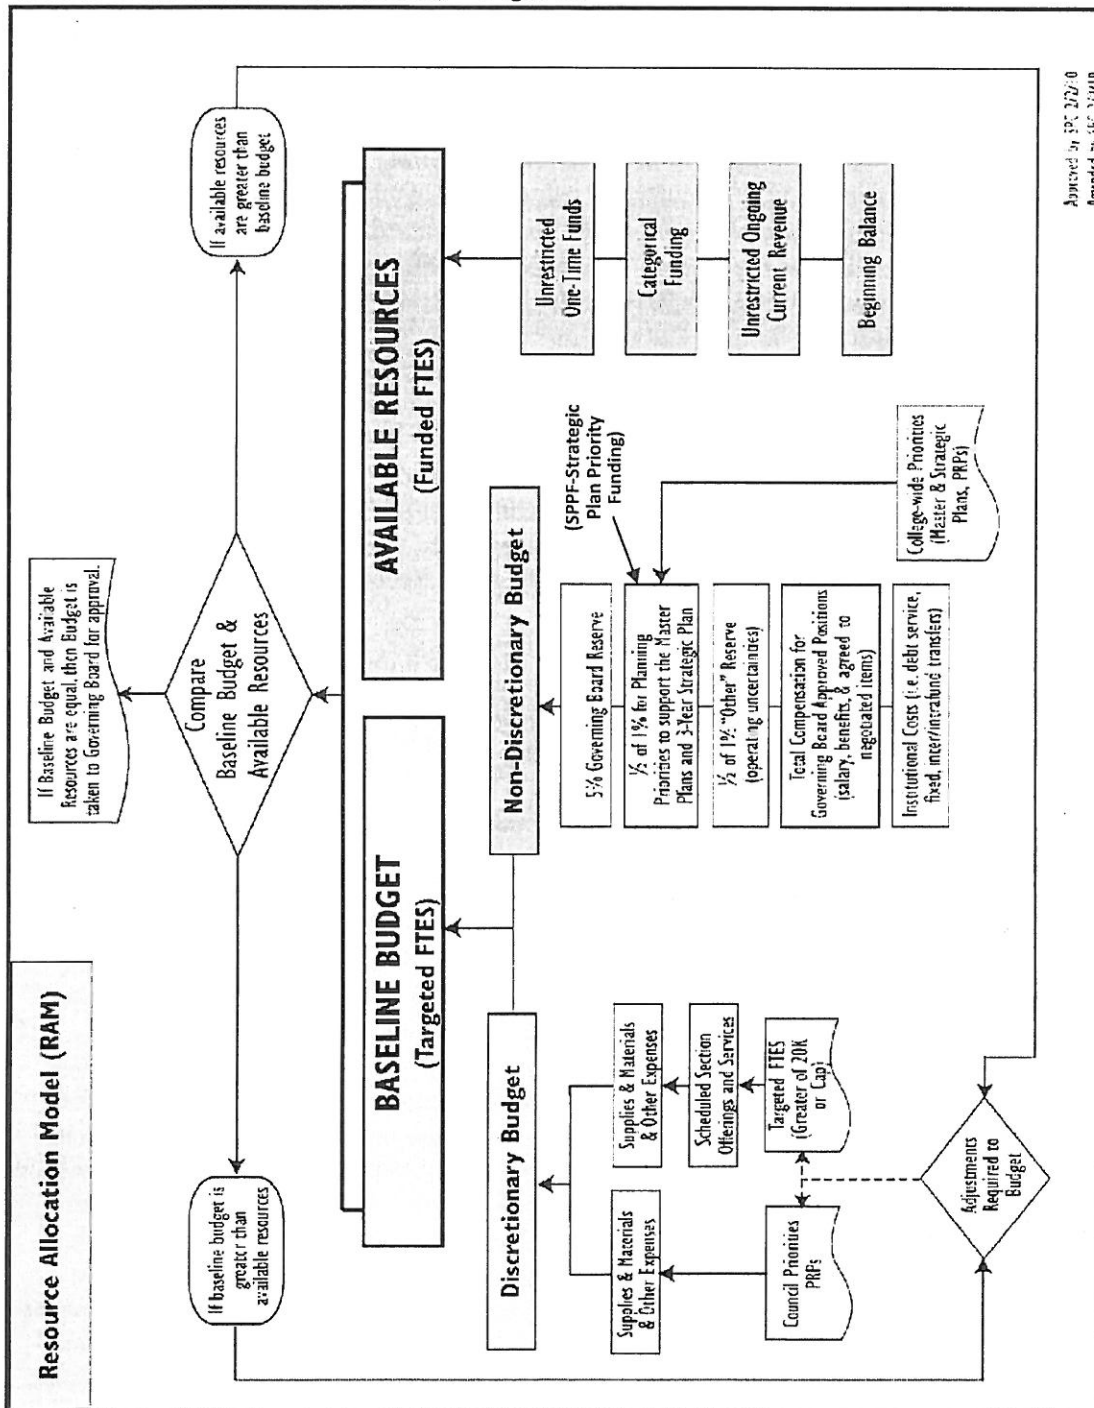 Resource Allocation Model (RAM)
If Baseline Budget and Available
Resources are equal, then Budget is
taken to Governing Board for approval.
If baseline budget is
greater than
available resources
Compare
Baseline Budget &
Available Resources
If available resources
are greater than
baseline budget
BASELINE BUDGET
(Targeted FTES)
AVAILABLE RESOURCES
(Funded FTES)
Discretionary Budget
Non-Discretionary Budget
(SPPF-Strategic
Plan Priority
Funding)
Supplies & Materials
& Other Expenses
Supplies & Materials
& Other Expenses
Scheduled Section
Offerings and Services
Targeted FTES
(Greater of 20K
or Cap)
Council Priorities
PRPs
5% Governing Board Reserve
½ of 1% for Planning
Priorities to support the Master
Plans and 3-Year Strategic Plan
½ of 1% "Other" Reserve
(operating uncertainties)
Total Compensation for
Governing Board Approved Positions
(salary, benefits, & agreed to
negotiated items)
Institutional Costs (i.e. debt service,
fixed, inter/intrafund transfers)
College-wide Priorities
(Master & Strategic
Plans, PRPs)
Unrestricted
One-Time Funds
Categorical
Funding
Unrestricted Ongoing
Current Revenue
Beginning Balance
Adjustments
Required to
Budget
Approved by SPC 2/2/10